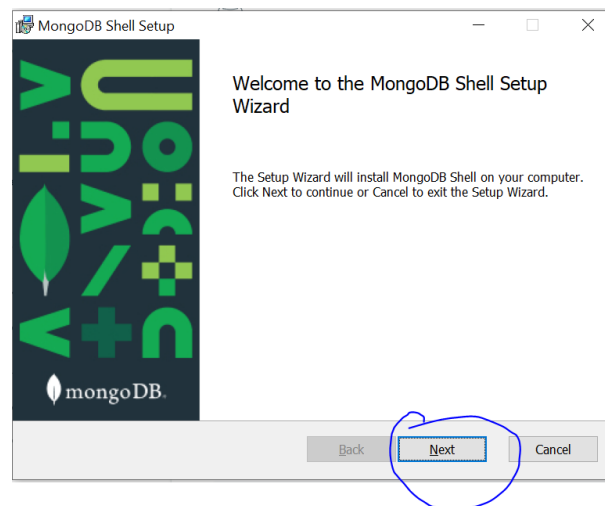 MongoDB Shell Setup
Welcome to the MongoDB Shell Setup
Wizard
The Setup Wizard will install MongoDB Shell on your computer.
Click Next to continue or Cancel to exit the Setup Wizard.
mongoDB.
Back Next Cancel